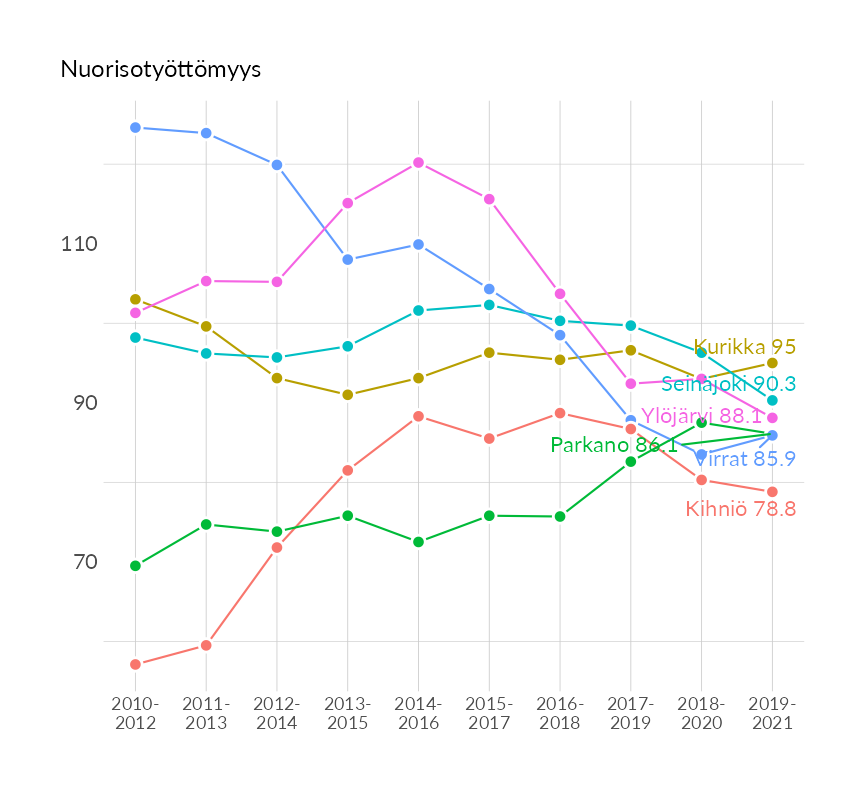 Nuorisotyöttömyys
110
90
70
Kurikka 95
Seinäjoki 90.3
Ylöjärvi 88.1
Parkano 86.1
Virrat 85.9
Kihniö 78.8
2010- 2011- 2012- 2013- 2014- 2015- 2016- 2017- 2018- 2019-
2012 2013 2014 2015 2016 2017 2018 2019 2020 2021